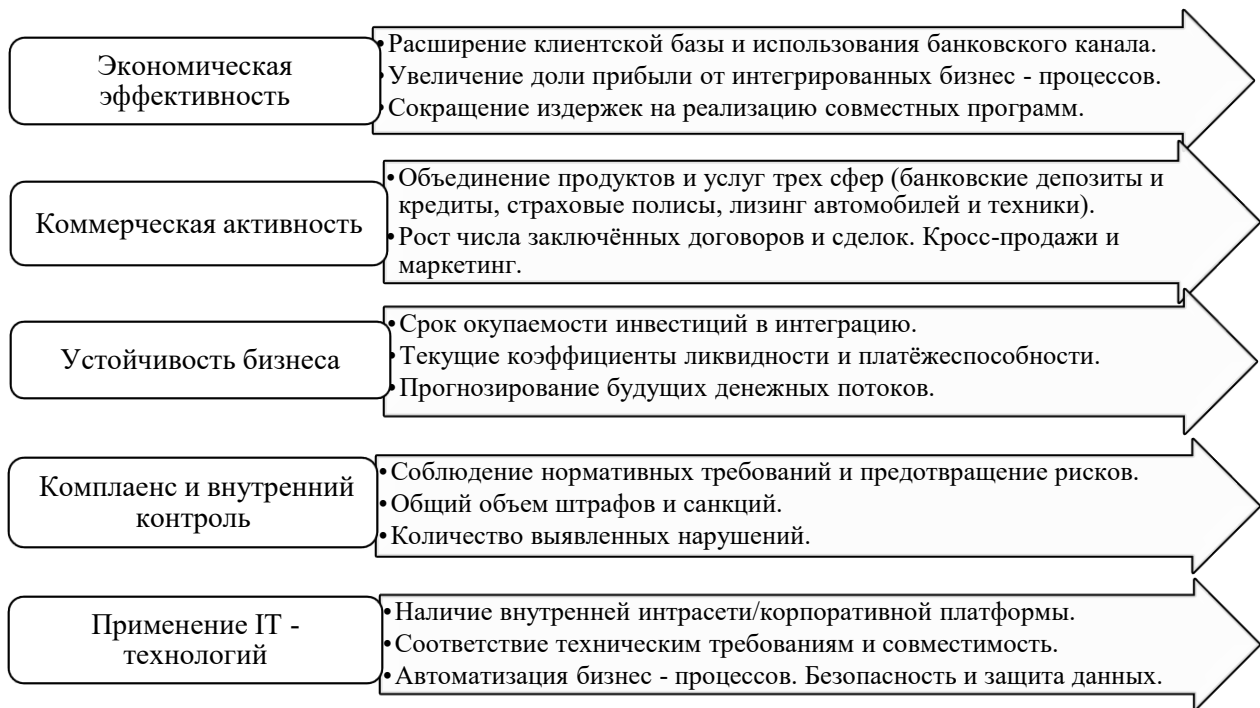 Экономическая
эффективность
•Расширение клиентской базы и использования банковского канала.
•Увеличение доли прибыли от интегрированных бизнес - процессов.
•Сокращение издержек на реализацию совместных программ.
Коммерческая активность
•Объединение продуктов и услуг трех сфер (банковские депозиты и
кредиты, страховые полисы, лизинг автомобилей и техники).
•Рост числа заключённых договоров и сделок. Кросс-продажи и
маркетинг.
Устойчивость бизнеса
•Срок окупаемости инвестиций в интеграцию.
•Текущие коэффициенты ликвидности и платёжеспособности.
•Прогнозирование будущих денежных потоков.
Комплаенс и внутренний
контроль
•Соблюдение нормативных требований и предотвращение рисков.
•Общий объем штрафов и санкций.
•Количество выявленных нарушений.
Применение IT -
технологий
•Наличие внутренней интрасети/корпоративной платформы.
•Соответствие техническим требованиям и совместимость.
•Автоматизация бизнес - процессов. Безопасность и защита данных.